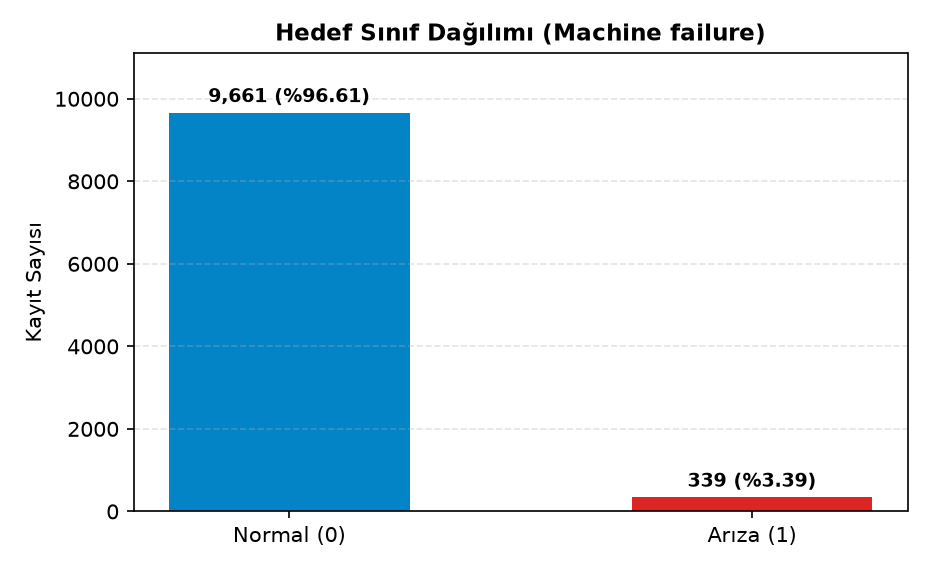 Hedef Sınıf Dağılımı (Machine failure)
Kayıt Sayısı
10000
8000
6000
4000
2000
0
9,661 (%96.61)
339 (%3.39)
Normal (0)
Arıza (1)